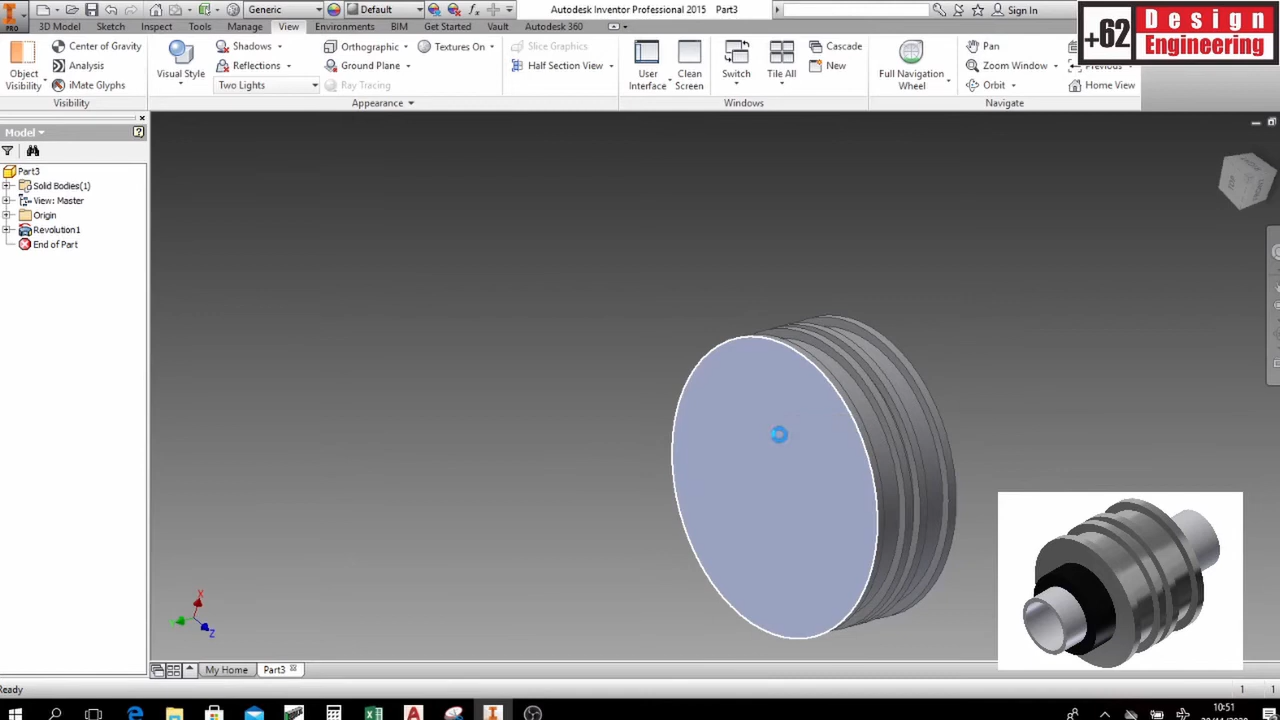 PRO
Generic
Default
Autodesk Inventor Professional 2015 Part3
Sign In
3D Model
Sketch
Inspect
Tools
Manage
View
Environments
BIM
Get Started
Vault
Autodesk 360
+62 Design
Engineering
Object
Visibility
Center of Gravity
Analysis
iMate Glyphs
Visibility
Visual Style
Shadows
Reflections
Two Lights
Orthographic
Ground Plane
Ray Tracing
Textures On
Appearance
Slice Graphics
Half Section View
User
Interface
Clean
Screen
Switch
Tile All
Cascade
New
Windows
Full Navigation
Wheel
Pan
Zoom Window
Orbit
Previous
Home View
Navigate
Model
Part3
Solid Bodies(1)
View: Master
Origin
Revolution1
End of Part
X
Z
My Home
Part3
Ready
1
1
10:51